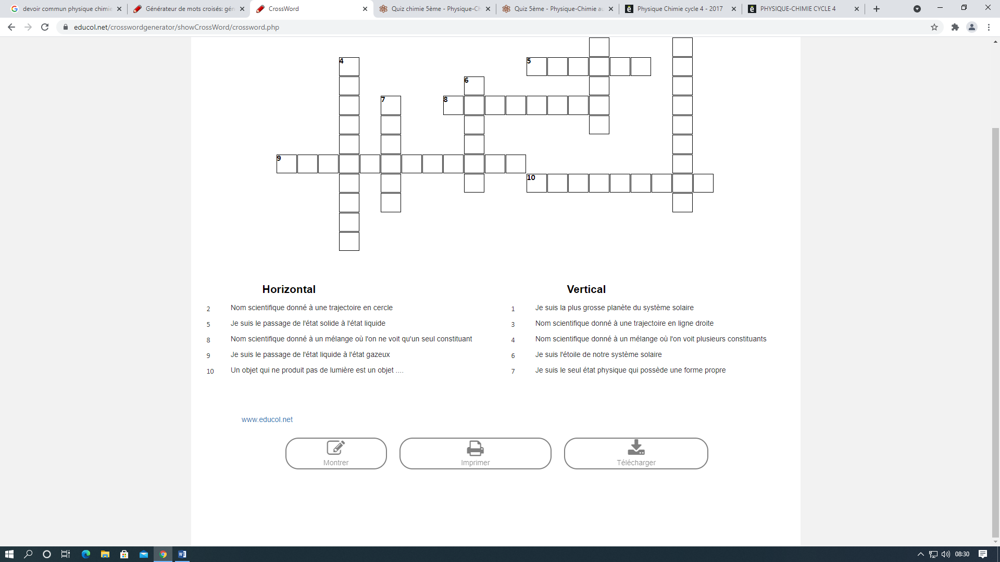 devoir commun physique chimie
Générateur de mots croisés: gén
CrossWord
Quiz chimie 5ème - Physique-Ch
Quiz 5ème - Physique-Chimie au
Physique Chimie cycle 4 - 2017
PHYSIQUE-CHIMIE CYCLE 4
educol.net/crosswordgenerator/showCrossWord/crossword.php
4
5
6
7
8
9
10
Horizontal
2 Nom scientifique donné à une trajectoire en cercle
5 Je suis le passage de l'état solide à l'état liquide
8 Nom scientifique donné à un mélange où l'on ne voit qu'un seul constituant
9 Je suis le passage de l'état liquide à l'état gazeux
10 Un objet qui ne produit pas de lumière est un objet ....
Vertical
1 Je suis la plus grosse planète du système solaire
3 Nom scientifique donné à une trajectoire en ligne droite
4 Nom scientifique donné à un mélange où l'on voit plusieurs constituants
6 Je suis l'étoile de notre système solaire
7 Je suis le seul état physique qui possède une forme propre
www.educol.net
Montrer
Imprimer
Télécharger
08:30